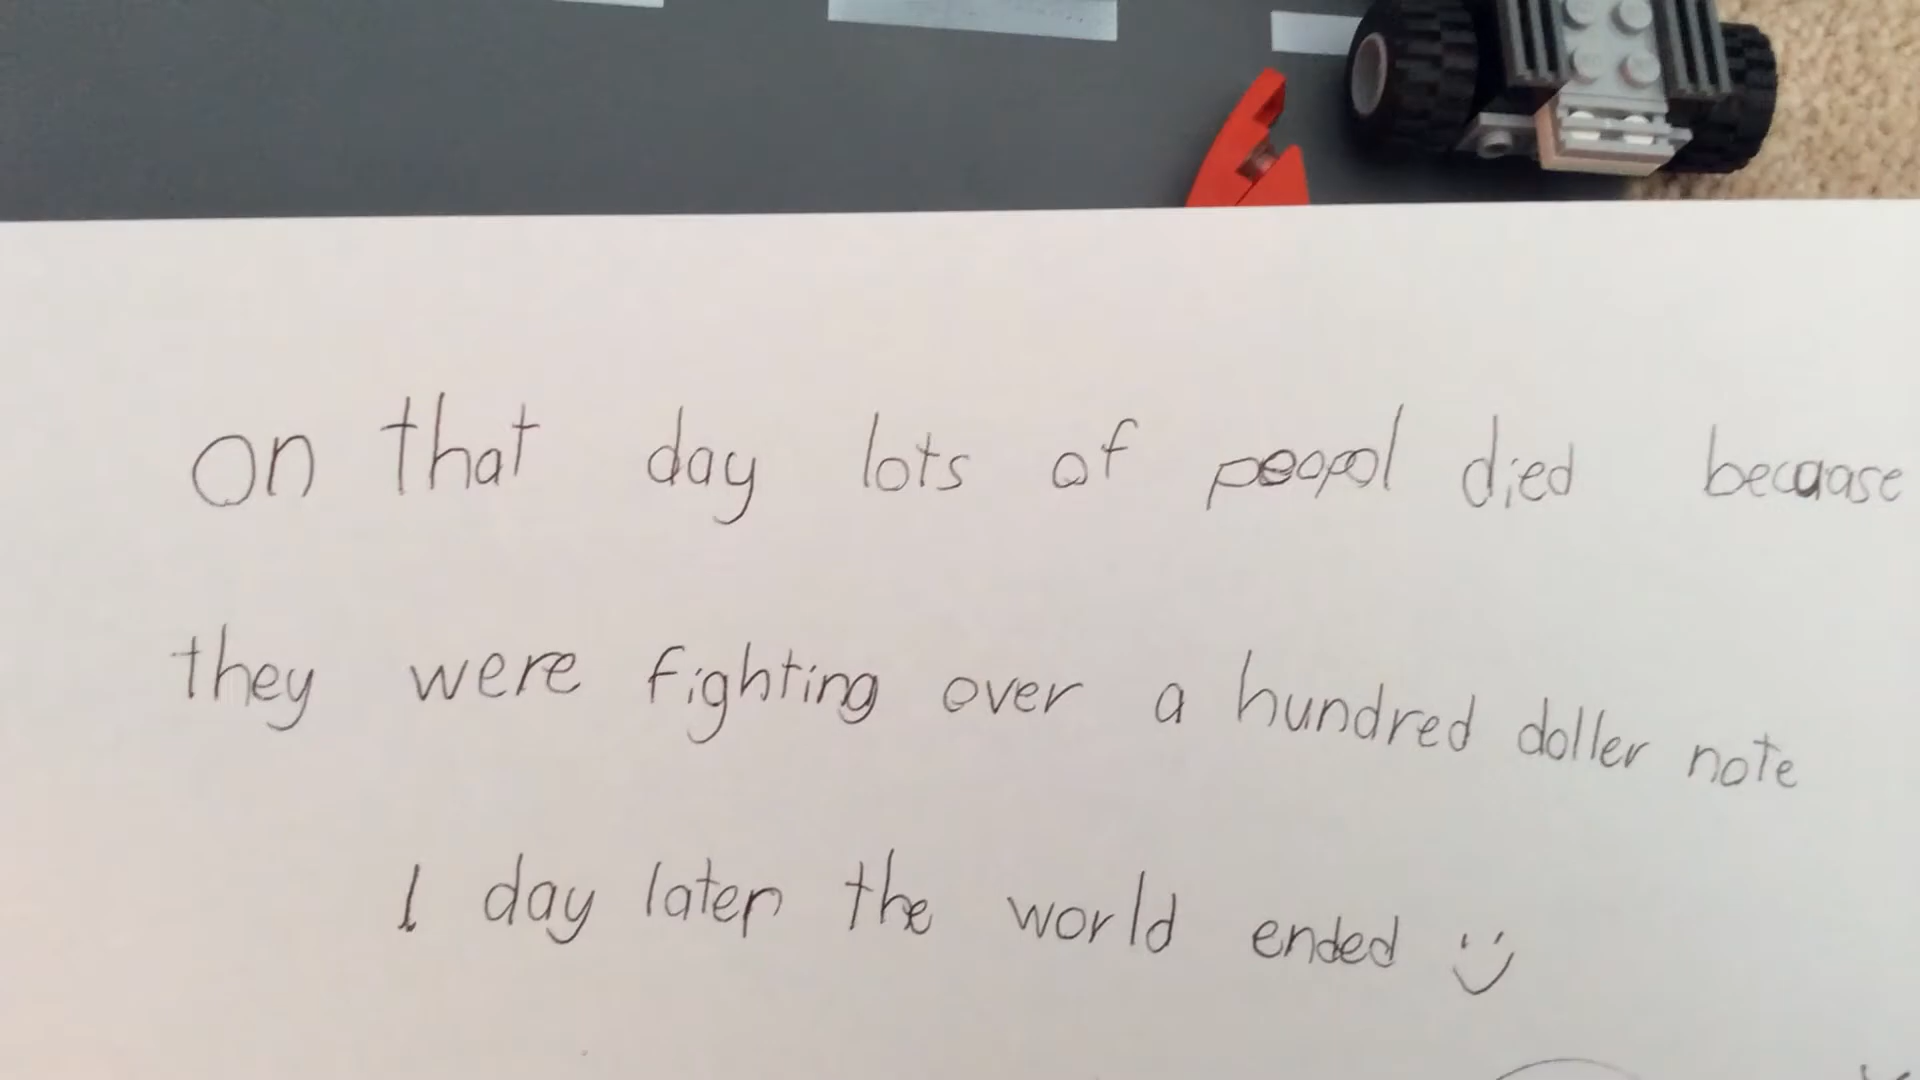 on that day lots of peopol died becaase
they were fighting over a hundred doller note
1 day later the world ended :)